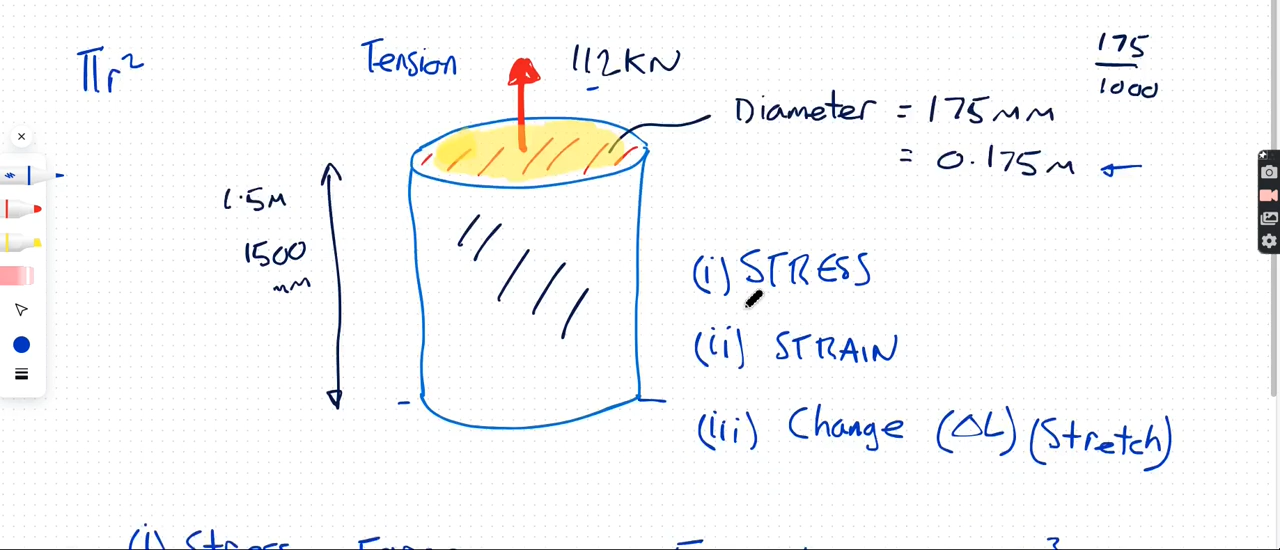 πr²
Tension
112KN
175
1000
Diameter = 175mm
= 0.175m
1.5m
1500
mm
(i) STRESS
(ii) STRAIN
(iii) Change (ΔL) (Stretch)
(i) Stress